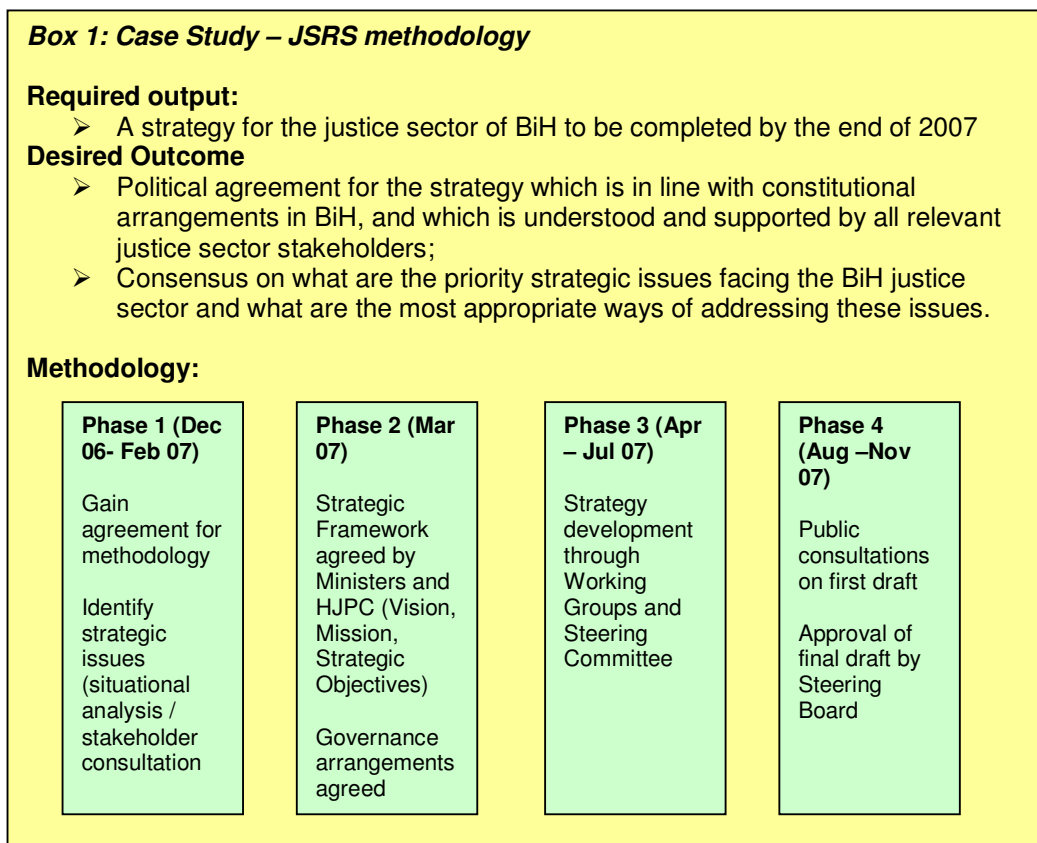 Box 1: Case Study – JSRS methodology
Required output:
➢ A strategy for the justice sector of BiH to be completed by the end of 2007
Desired Outcome
➢ Political agreement for the strategy which is in line with constitutional
arrangements in BiH, and which is understood and supported by all relevant
justice sector stakeholders;
➢ Consensus on what are the priority strategic issues facing the BiH justice
sector and what are the most appropriate ways of addressing these issues.
Methodology:
Phase 1 (Dec
06- Feb 07)
Gain
agreement for
methodology
Identify
strategic
issues
(situational
analysis /
stakeholder
consultation
Phase 2 (Mar
07)
Strategic
Framework
agreed by
Ministers and
HJPC (Vision,
Mission,
Strategic
Objectives)
Governance
arrangements
agreed
Phase 3 (Apr
– Jul 07)
Strategy
development
through
Working
Groups and
Steering
Committee
Phase 4
(Aug –Nov
07)
Public
consultations
on first draft
Approval of
final draft by
Steering
Board